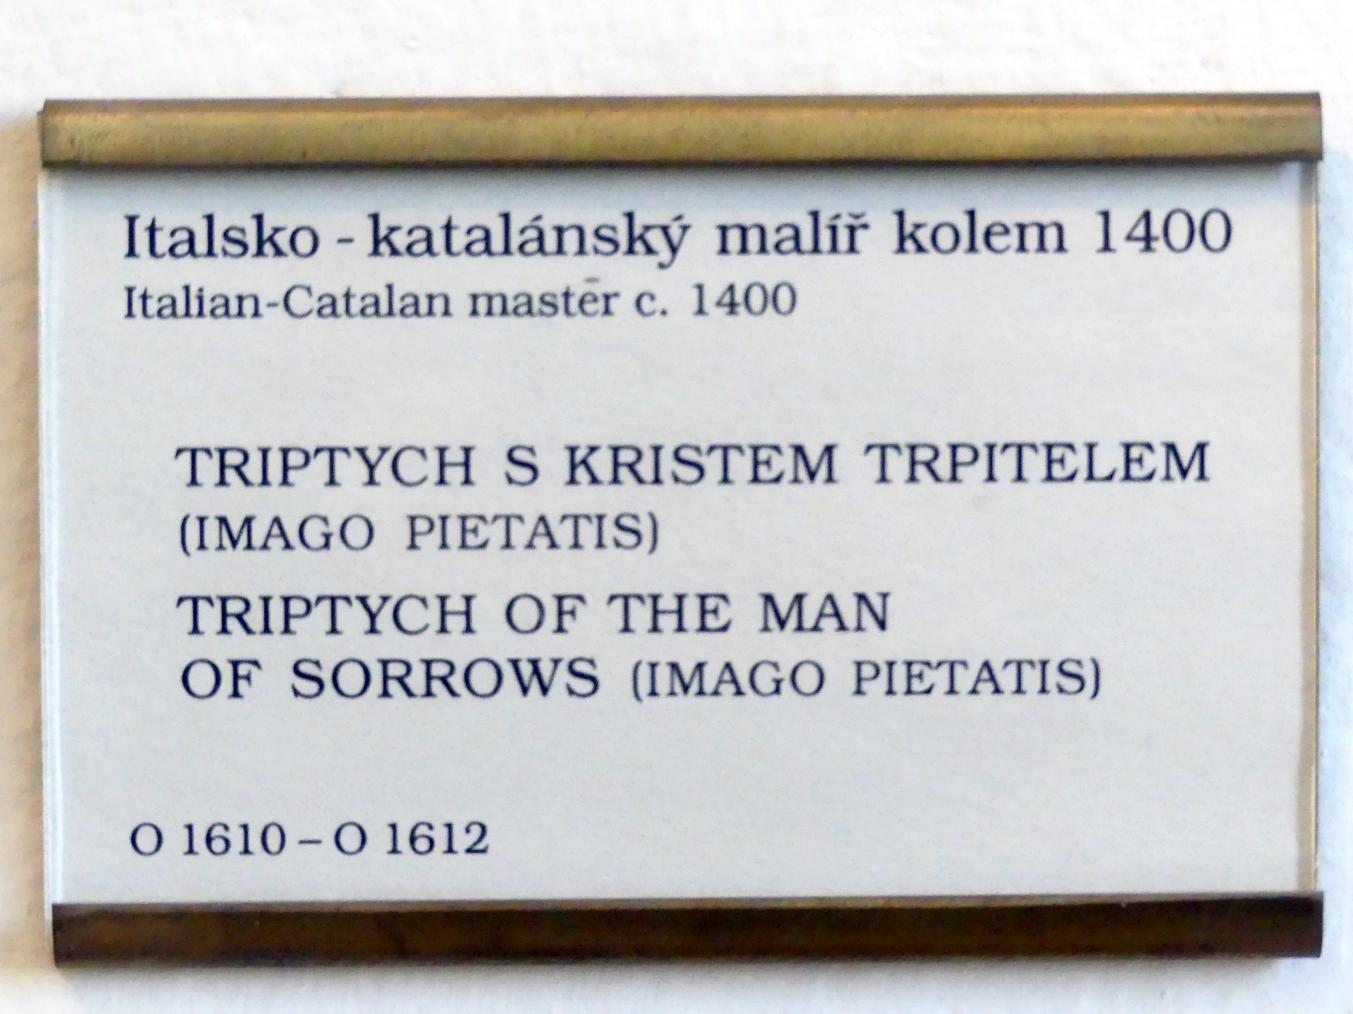 Italsko - katalánský malíř kolem 1400
Italian-Catalan master c. 1400
TRIPTYCH S KRISTEM TRPITELEM
(IMAGO PIETATIS)
TRIPTYCH OF THE MAN
OF SORROWS (IMAGO PIETATIS)
O 1610 – O 1612